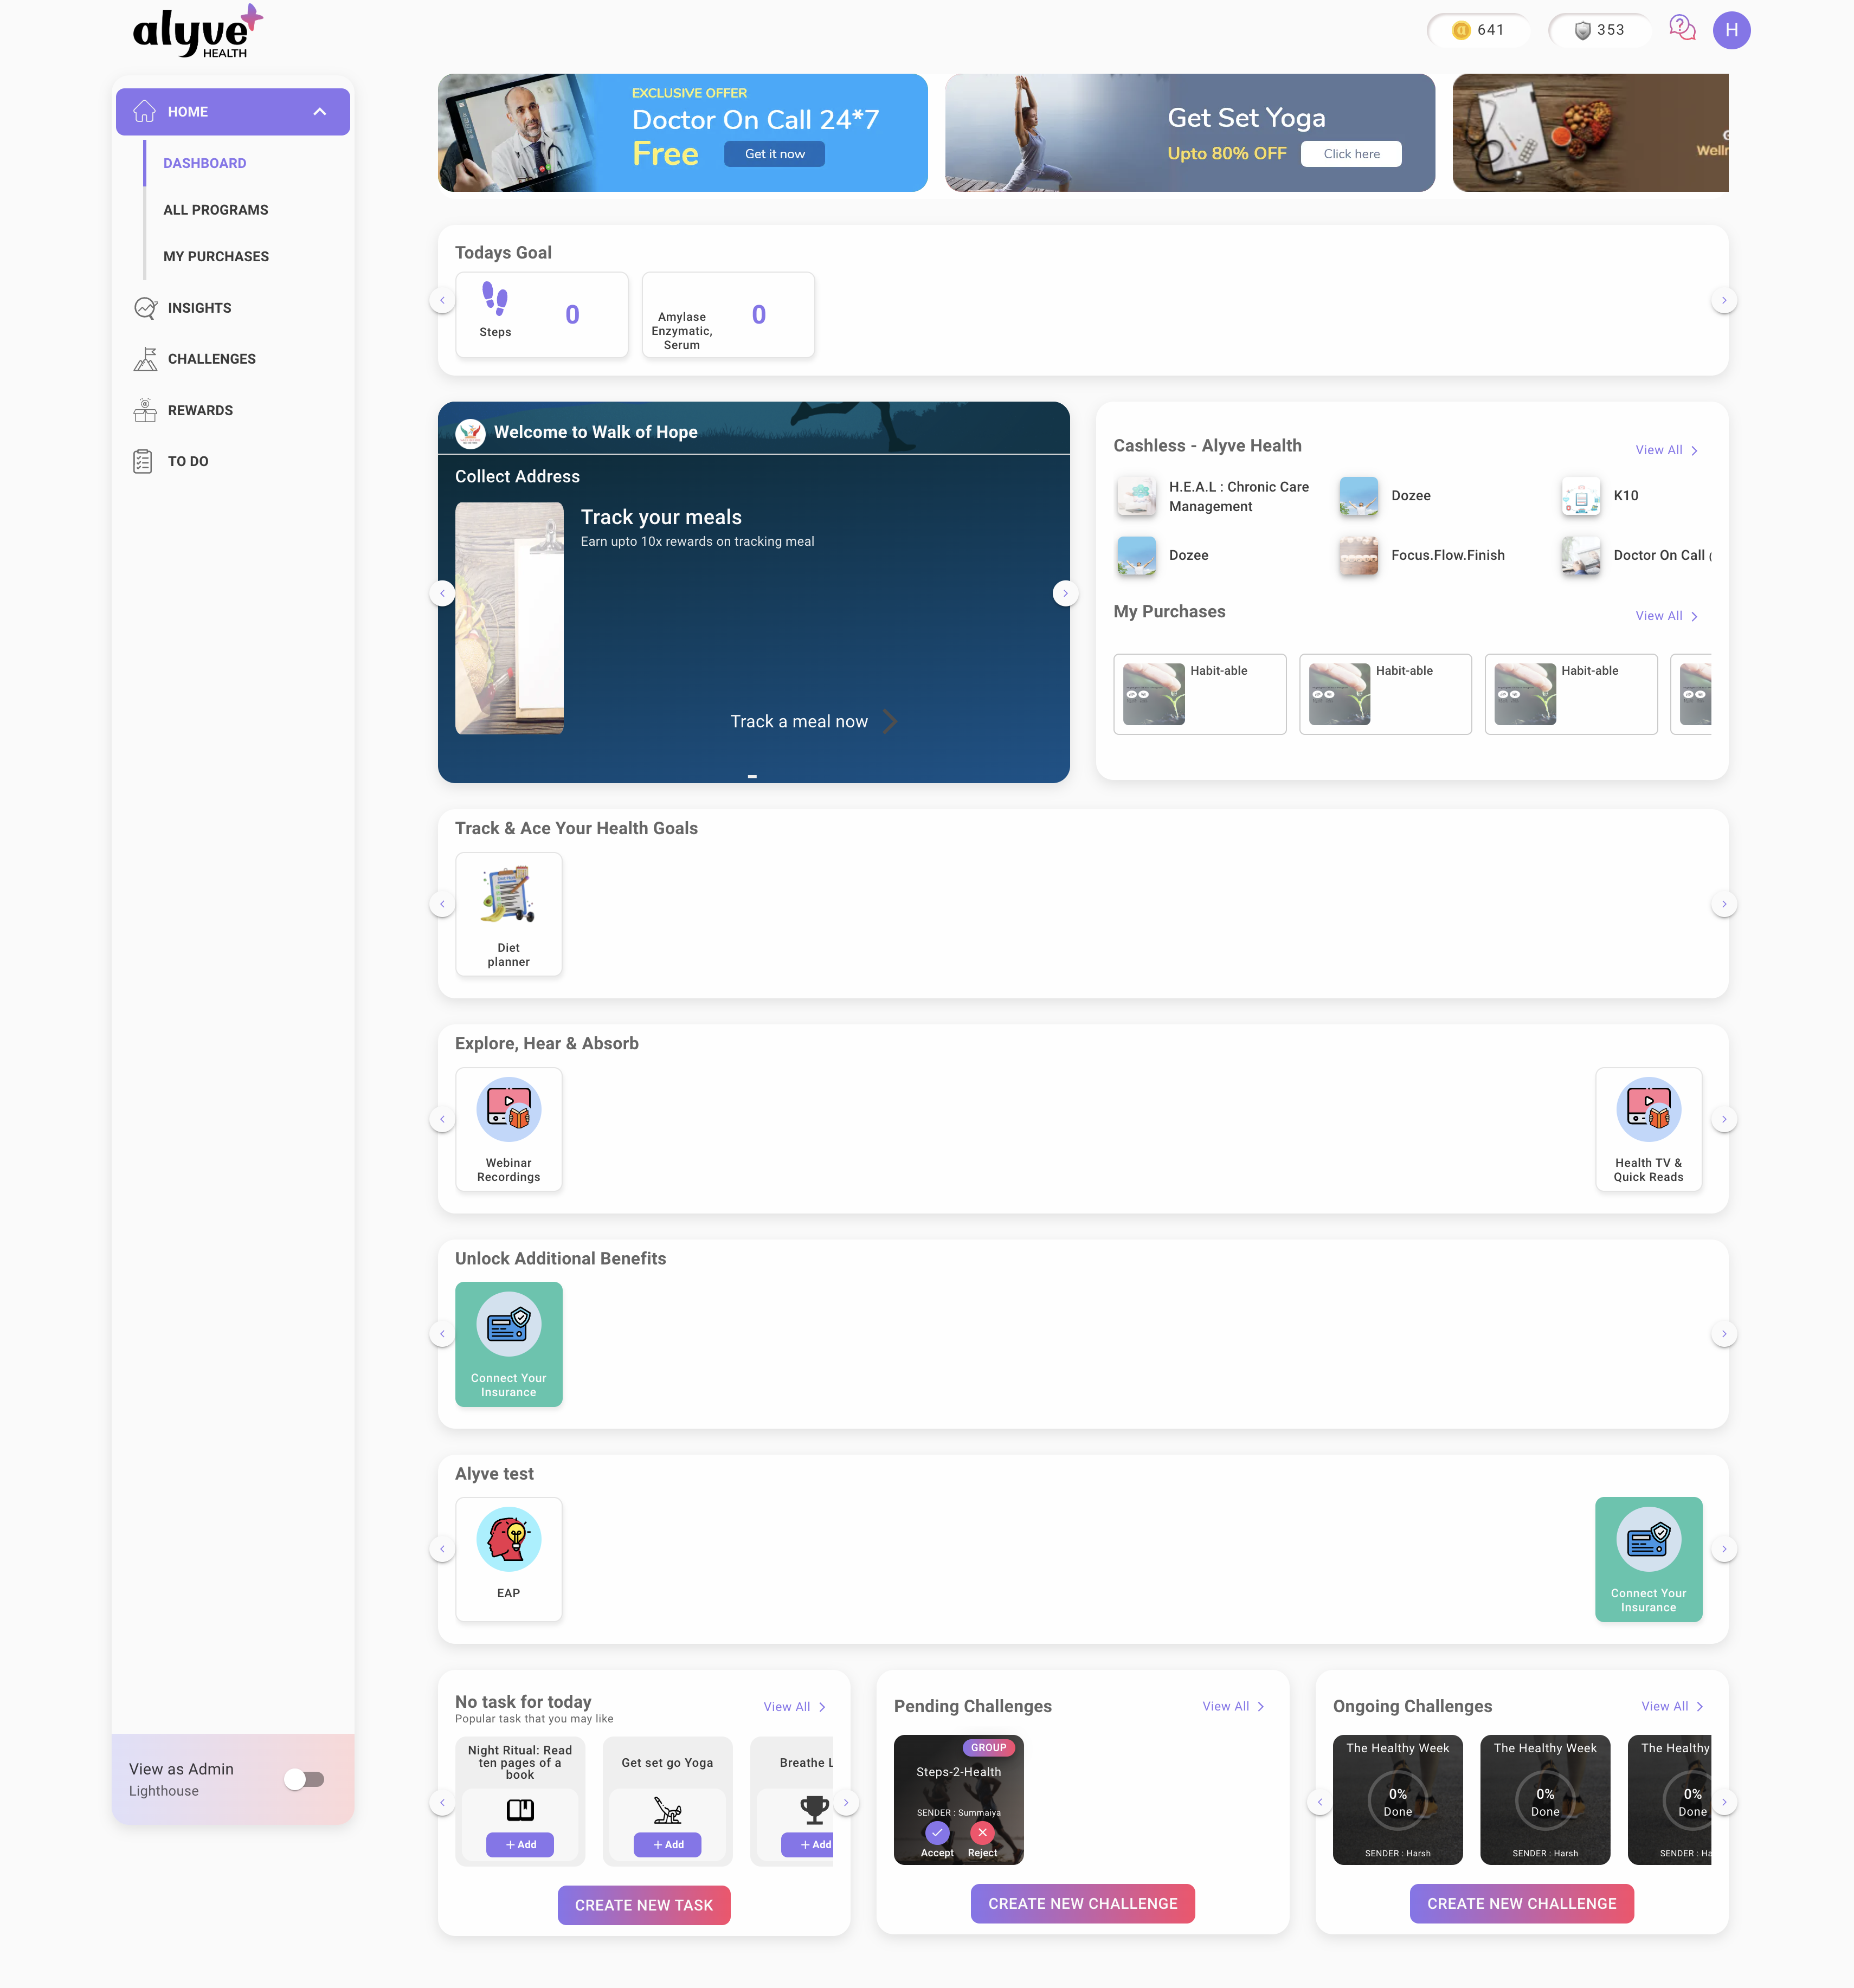 alyve
HEALTH
641
353
H
HOME
DASHBOARD
ALL PROGRAMS
MY PURCHASES
INSIGHTS
CHALLENGES
REWARDS
TO DO
View as Admin
Lighthouse
EXCLUSIVE OFFER
Doctor On Call 24*7
Free
Get it now
Get Set Yoga
Upto 80% OFF
Click here
Todays Goal
Steps
0
Amylase
Enzymatic,
Serum
0
Welcome to Walk of Hope
Collect Address
Track your meals
Earn upto 10x rewards on tracking meal
Track a meal now
Cashless - Alyve Health
View All
H.E.A.L : Chronic Care
Management
Dozee
K10
Dozee
Focus.Flow.Finish
Doctor On Call
My Purchases
View All
Habit-able
Habit-able
Habit-able
Track & Ace Your Health Goals
Diet
planner
Explore, Hear & Absorb
Webinar
Recordings
Health TV &
Quick Reads
Unlock Additional Benefits
Connect Your
Insurance
Alyve test
EAP
Connect Your
Insurance
No task for today
Popular task that you may like
View All
Night Ritual: Read
ten pages of a
book
+ Add
Get set go Yoga
+ Add
Breathe L
+ Add
CREATE NEW TASK
Pending Challenges
View All
GROUP
Steps-2-Health
SENDER : Summaiya
Accept
Reject
CREATE NEW CHALLENGE
Ongoing Challenges
View All
The Healthy Week
0%
Done
SENDER : Harsh
The Healthy Week
0%
Done
SENDER : Harsh
The Healthy
0%
Done
SENDER : Ha
CREATE NEW CHALLENGE